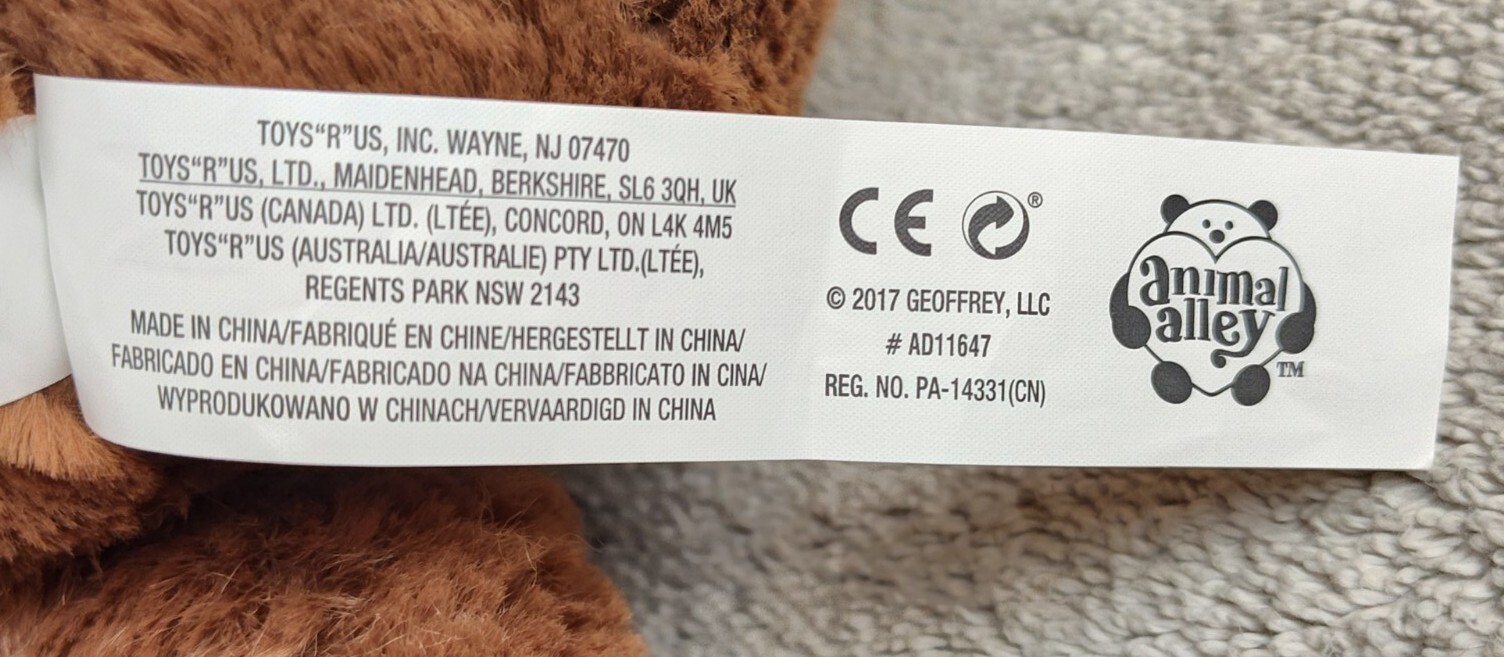 TOYS“R”US, INC. WAYNE, NJ 07470
TOYS“R”US, LTD., MAIDENHEAD, BERKSHIRE, SL6 3QH, UK
TOYS“R”US (CANADA) LTD. (LTÉE), CONCORD, ON L4K 4M5
TOYS“R”US (AUSTRALIA/AUSTRALIE) PTY LTD.(LTÉE),
REGENTS PARK NSW 2143
MADE IN CHINA/FABRIQUÉ EN CHINE/HERGESTELLT IN CHINA/
FABRICADO EN CHINA/FABRICADO NA CHINA/FABBRICATO IN CINA/
WYPRODUKOWANO W CHINACH/VERVAARDIGD IN CHINA
CE ®
© 2017 GEOFFREY, LLC
# AD11647
REG. NO. PA-14331(CN)
animal
alley
TM